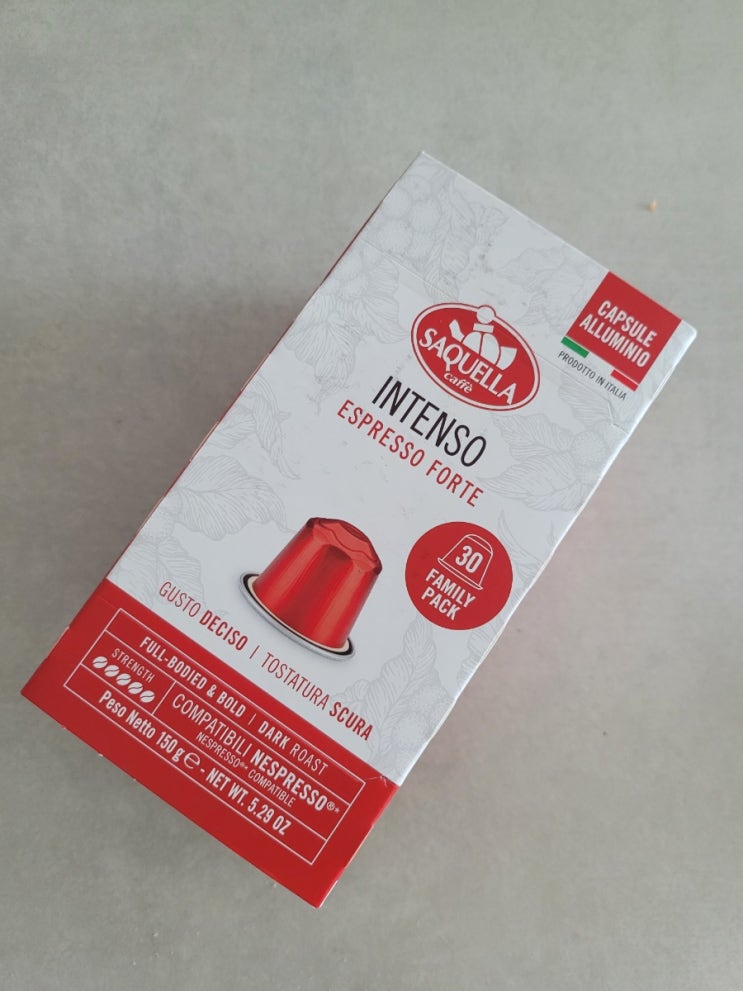 CAPSULE
ALLUMINIO
PRODOTTO IN ITALIA
SAQUELLA
caffè
INTENSO
ESPRESSO FORTE
30
FAMILY
PACK
GUSTO DECISO | TOSTATURA SCURA
FULL-BODIED & BOLD | DARK ROAST
STRENGTH
COMPATIBILI NESPRESSO®*
NESPRESSO®* COMPATIBLE
Peso Netto 150 g ℮ - NET WT. 5.29 OZ